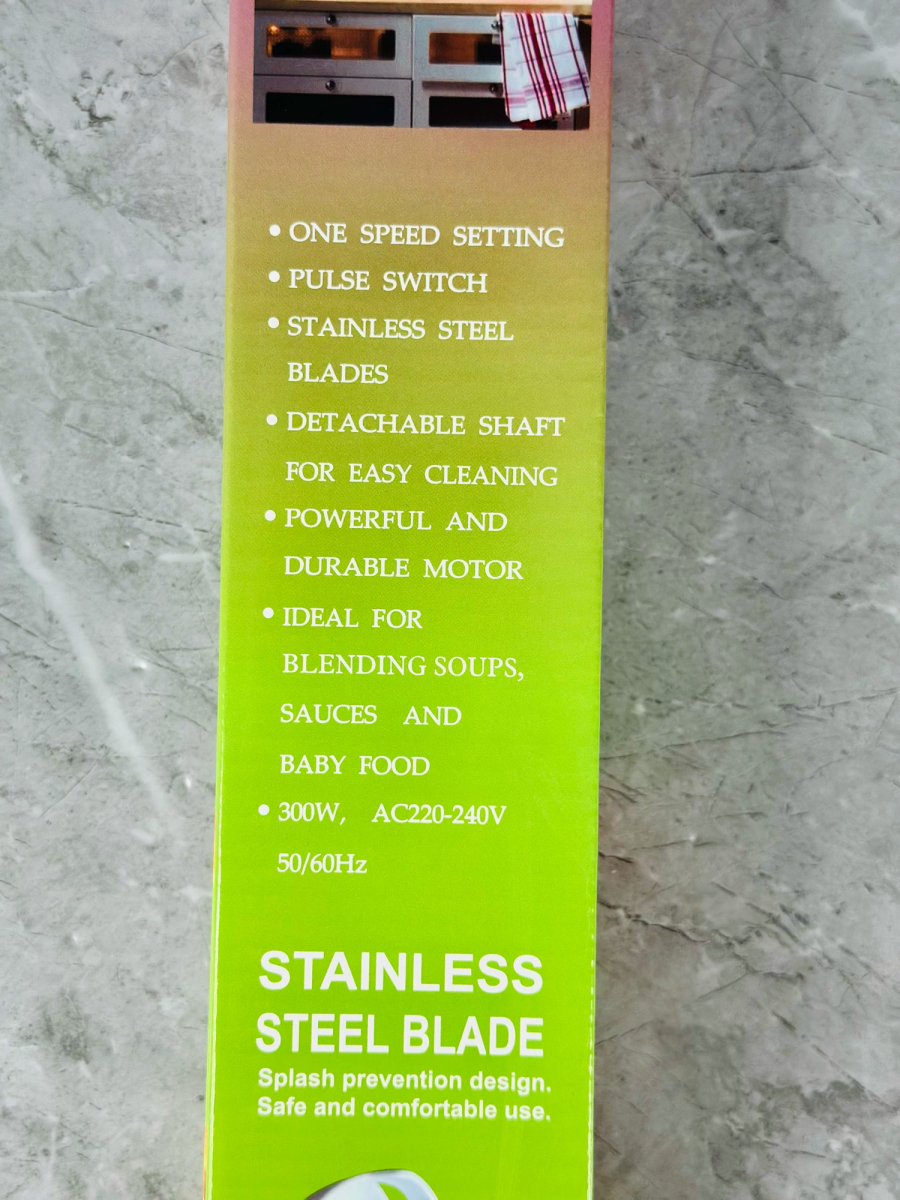 • ONE SPEED SETTING
• PULSE SWITCH
• STAINLESS STEEL
BLADES
• DETACHABLE SHAFT
FOR EASY CLEANING
• POWERFUL AND
DURABLE MOTOR
• IDEAL FOR
BLENDING SOUPS,
SAUCES AND
BABY FOOD
• 300W, AC220-240V
50/60Hz
STAINLESS
STEEL BLADE
Splash prevention design.
Safe and comfortable use.